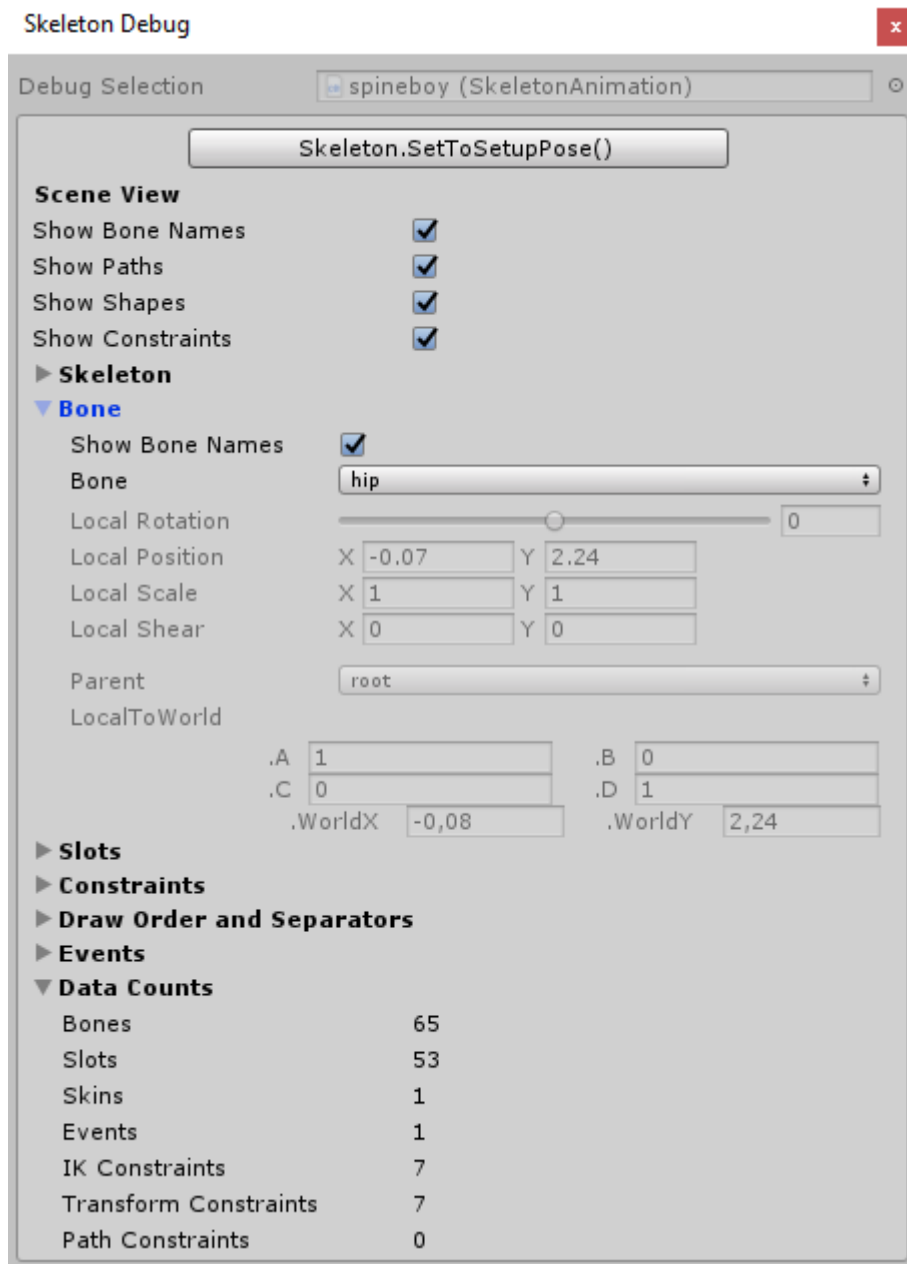 Skeleton Debug
x
Debug Selection spineboy (SkeletonAnimation)
Skeleton.SetToSetupPose()
Scene View
Show Bone Names
Show Paths
Show Shapes
Show Constraints
Skeleton
Bone
Show Bone Names
Bone hip
Local Rotation 0
Local Position X -0.07 Y 2.24
Local Scale X 1 Y 1
Local Shear X 0 Y 0
Parent root
LocalToWorld
.A 1 .B 0
.C 0 .D 1
.WorldX -0,08 .WorldY 2,24
Slots
Constraints
Draw Order and Separators
Events
Data Counts
Bones 65
Slots 53
Skins 1
Events 1
IK Constraints 7
Transform Constraints 7
Path Constraints 0